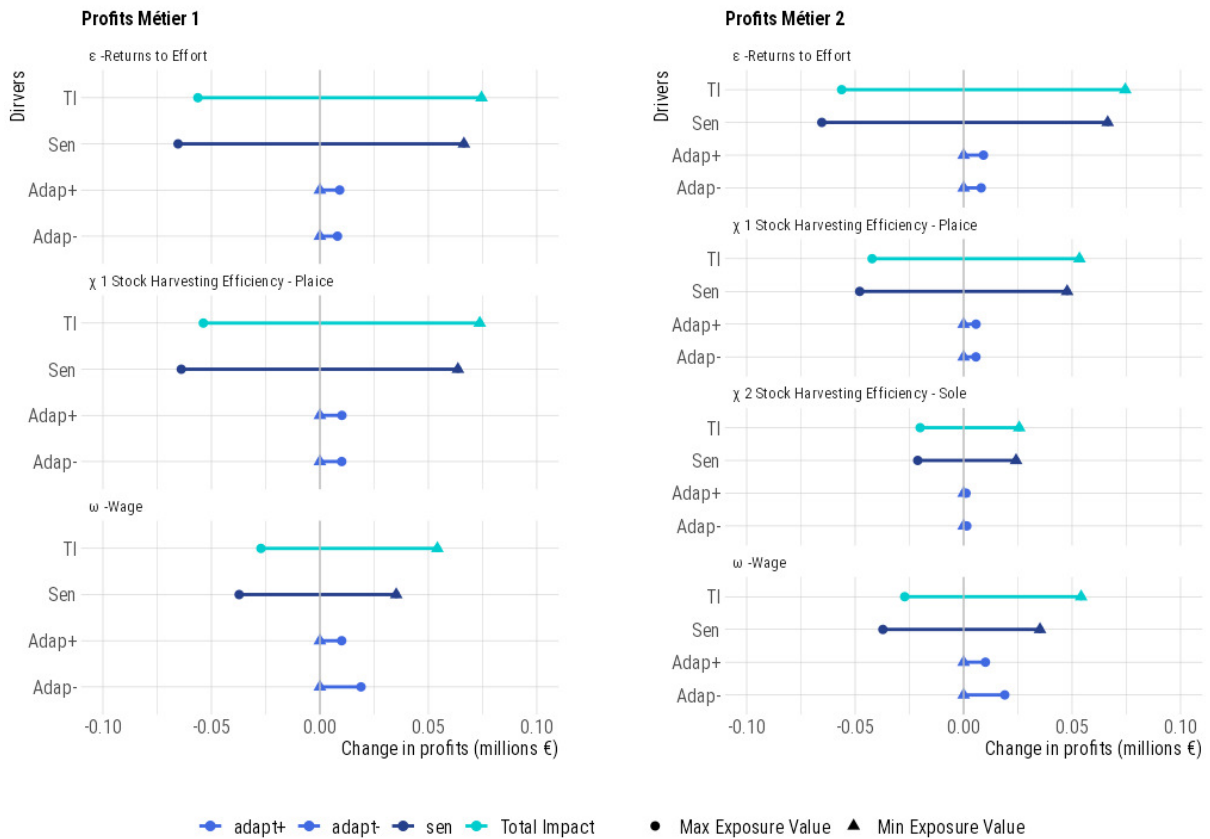 Profits Métier 1
ε -Returns to Effort
Dirvers
TI
Sen
Adap+
Adap-
χ 1 Stock Harvesting Efficiency - Plaice
TI
Sen
Adap+
Adap-
ω -Wage
TI
Sen
Adap+
Adap-
-0.10 -0.05 0.00 0.05 0.10
Change in profits (millions €)
Profits Métier 2
ε -Returns to Effort
Drivers
TI
Sen
Adap+
Adap-
χ 1 Stock Harvesting Efficiency - Plaice
TI
Sen
Adap+
Adap-
χ 2 Stock Harvesting Efficiency - Sole
TI
Sen
Adap+
Adap-
ω -Wage
TI
Sen
Adap+
Adap-
-0.10 -0.05 0.00 0.05 0.10
Change in profits (millions €)
adapt+ adapt- sen Total Impact Max Exposure Value Min Exposure Value